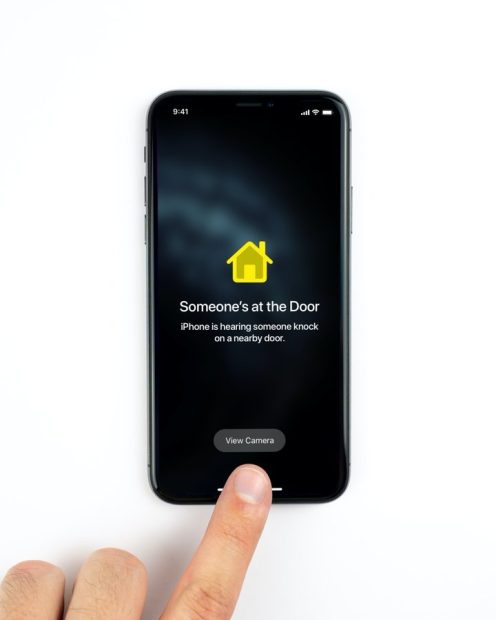 9:41
Someone's at the Door
iPhone is hearing someone knock
on a nearby door.
View Camera